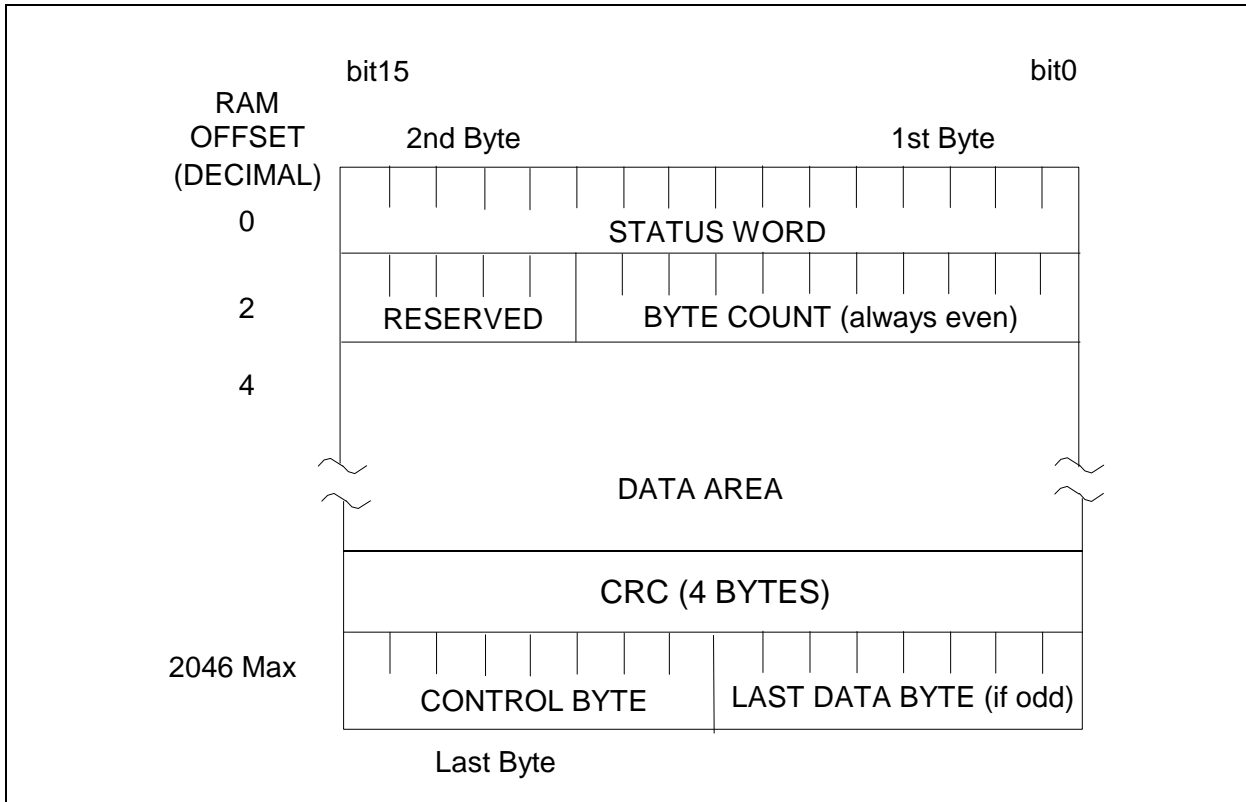 bit15 bit0
RAM
OFFSET
(DECIMAL)
2nd Byte 1st Byte
0 STATUS WORD
2 RESERVED BYTE COUNT (always even)
4
DATA AREA
CRC (4 BYTES)
2046 Max CONTROL BYTE LAST DATA BYTE (if odd)
Last Byte